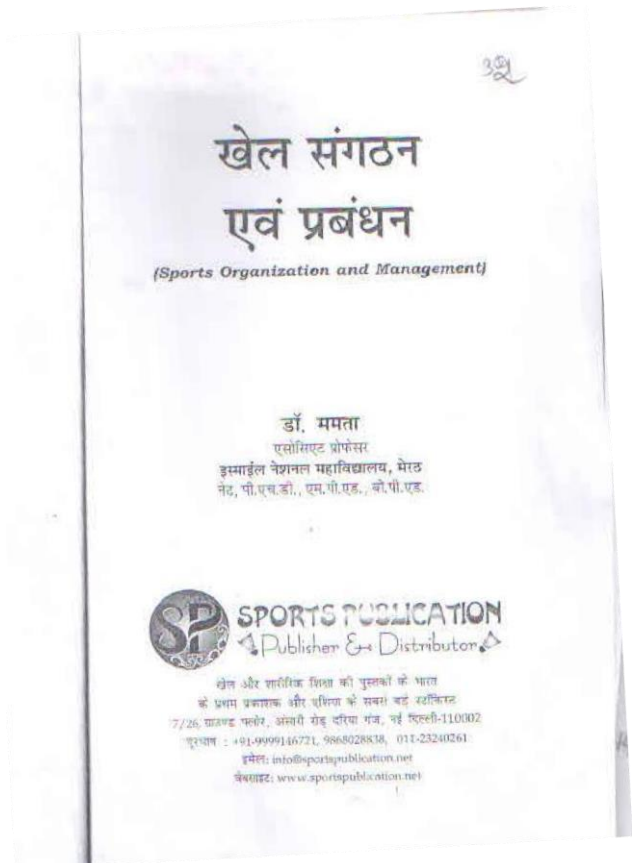 खेल संगठन
एवं प्रबंधन
(Sports Organization and Management)
डॉ. ममता
एसोसिएट प्रोफेसर
इस्माईल नेशनल महाविद्यालय, मेरठ
नेट, पी.एच.डी., एम.पी.एड., बी.पी.एड.
SP
SPORTS PUBLICATION
Publisher & Distributor
खेल और शारीरिक शिक्षा की पुस्तकों के भारत
के प्रथम प्रकाशक और एशिया के सबसे बड़े स्टॉकिस्ट
7/26, ग्राउण्ड फ्लोर, अंसारी रोड़ दरिया गंज, नई दिल्ली-110002
दूरभाष : +91-9999146721, 9868028838, 011-23240261
इमेल: info@sportspublication.net
वेबसाइट: www.sportspublication.net